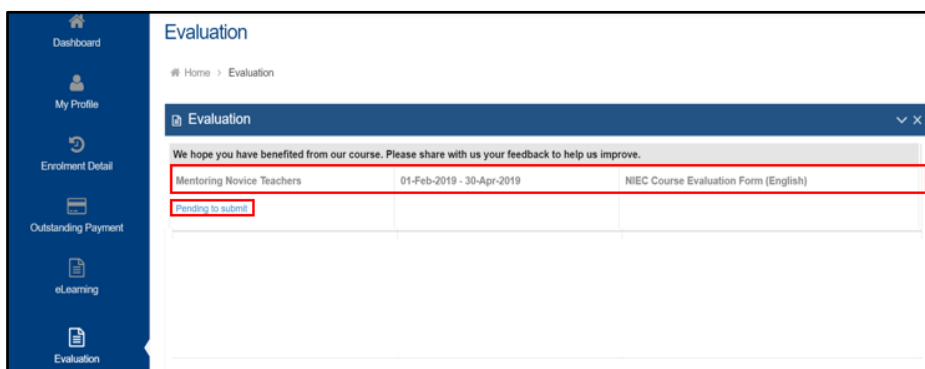 Dashboard
My Profile
Enrolment Detail
Outstanding Payment
eLearning
Evaluation
Evaluation
Home > Evaluation
Evaluation
We hope you have benefited from our course. Please share with us your feedback to help us improve.
Mentoring Novice Teachers 01-Feb-2019 - 30-Apr-2019 NIEC Course Evaluation Form (English)
Pending to submit